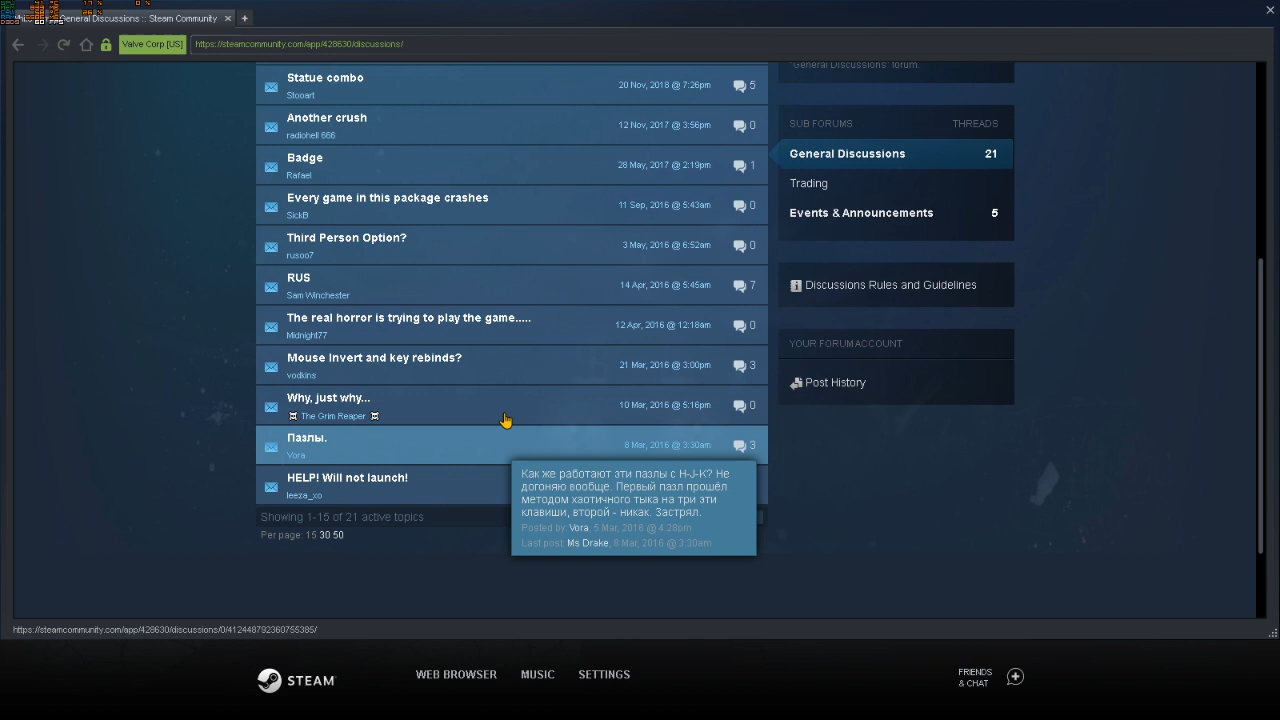 General Discussions :: Steam Community
Valve Corp [US]
https://steamcommunity.com/app/428630/discussions/
"General Discussions" forum.
Statue combo
20 Nov, 2018 @ 7:26pm
5
Stooart
Another crush
12 Nov, 2017 @ 3:56pm
0
radiohell 666
Badge
28 May, 2017 @ 2:19pm
1
Rafael
Every game in this package crashes
11 Sep, 2016 @ 5:43am
0
SickB
Third Person Option?
3 May, 2016 @ 6:52am
0
rusoo7
RUS
14 Apr, 2016 @ 5:45am
7
Sam Winchester
The real horror is trying to play the game.....
12 Apr, 2016 @ 12:18am
0
Midnight77
Mouse Invert and key rebinds?
21 Mar, 2016 @ 3:00pm
3
vodkins
Why, just why...
10 Mar, 2016 @ 5:16pm
0
The Grim Reaper
Пазлы.
8 Mar, 2016 @ 3:30am
3
Vora
HELP! Will not launch!
leeza_xo
Как же работают эти пазлы с H-J-K? Не
догоняю вообще. Первый пазл прошёл
методом хаотичного тыка на три эти
клавиши, второй - никак. Застрял.
Posted by: Vora, 5 Mar, 2016 @ 4:28pm
Last post: Ms Drake, 8 Mar, 2016 @ 3:30am
Showing 1-15 of 21 active topics
Per page: 15 30 50
SUB FORUMS
THREADS
General Discussions
21
Trading
Events & Announcements
5
Discussions Rules and Guidelines
YOUR FORUM ACCOUNT
Post History
https://steamcommunity.com/app/428630/discussions/0/412448792360755385/
STEAM
WEB BROWSER
MUSIC
SETTINGS
FRIENDS
& CHAT